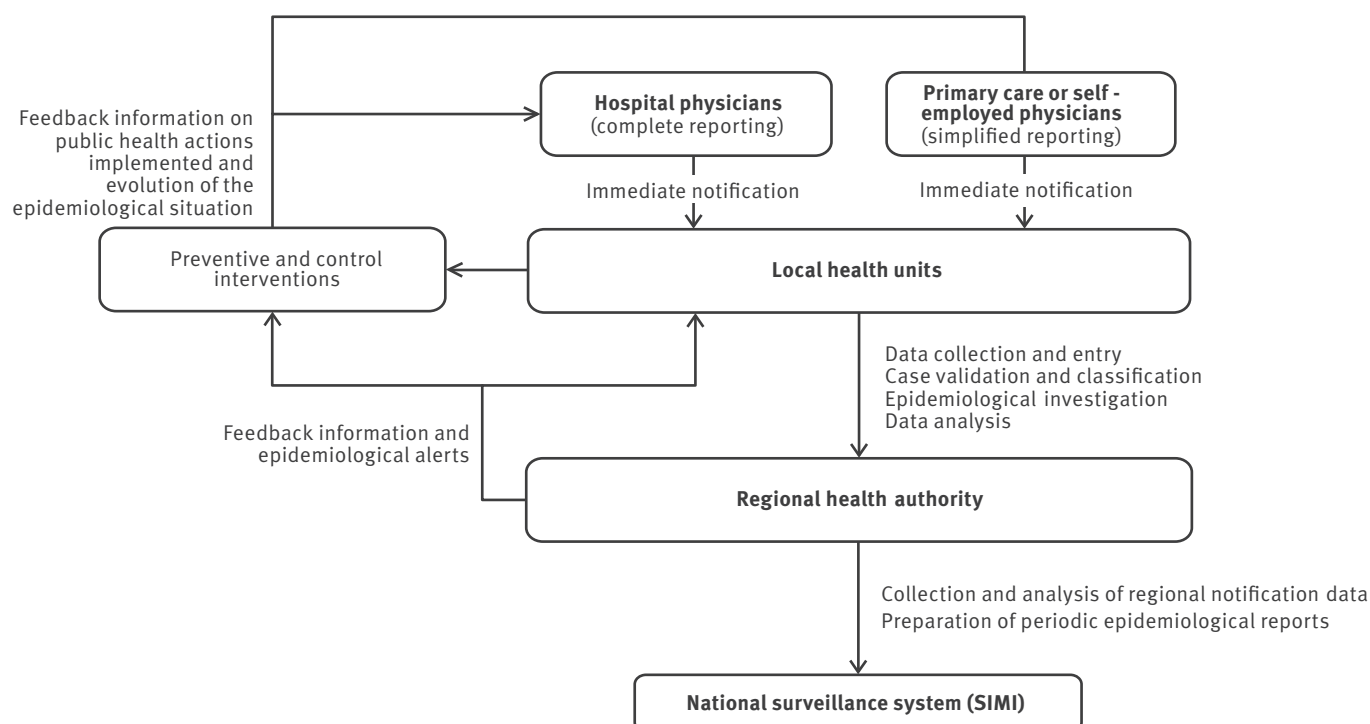 Hospital physicians
(complete reporting)
Primary care or self -
employed physicians
(simplified reporting)
Feedback information on
public health actions
implemented and
evolution of the
epidemiological situation
Immediate notification
Immediate notification
Preventive and control
interventions
Local health units
Data collection and entry
Case validation and classification
Epidemiological investigation
Data analysis
Feedback information and
epidemiological alerts
Regional health authority
Collection and analysis of regional notification data
Preparation of periodic epidemiological reports
National surveillance system (SIMI)